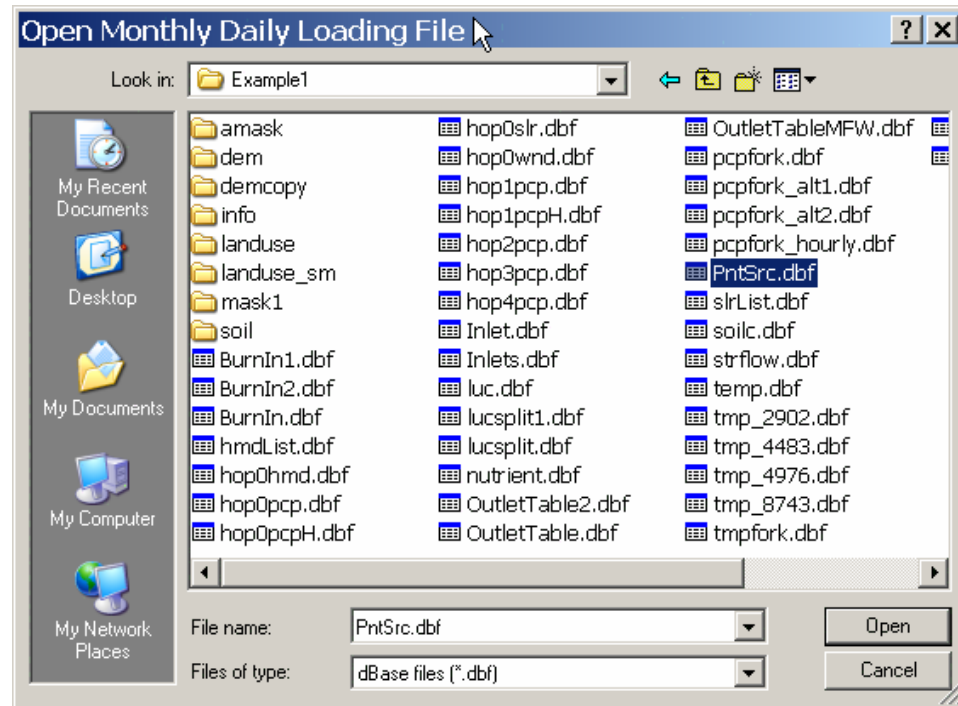 Open Monthly Daily Loading File
Look in:
Example1
My Recent
Documents
Desktop
My Documents
My Computer
My Network
Places
amask
dem
demcopy
info
landuse
landuse_sm
mask1
soil
BurnIn1.dbf
BurnIn2.dbf
BurnIn.dbf
hmdList.dbf
hop0hmd.dbf
hop0pcp.dbf
hop0pcpH.dbf
hop0slr.dbf
hop0wnd.dbf
hop1pcp.dbf
hop1pcpH.dbf
hop2pcp.dbf
hop3pcp.dbf
hop4pcp.dbf
Inlet.dbf
Inlets.dbf
luc.dbf
lucsplit1.dbf
lucsplit.dbf
nutrient.dbf
OutletTable2.dbf
OutletTable.dbf
OutletTableMFW.dbf
pcpfork.dbf
pcpfork_alt1.dbf
pcpfork_alt2.dbf
pcpfork_hourly.dbf
PntSrc.dbf
slrList.dbf
soilc.dbf
strflow.dbf
temp.dbf
tmp_2902.dbf
tmp_4483.dbf
tmp_4976.dbf
tmp_8743.dbf
tmpfork.dbf
File name:
PntSrc.dbf
Open
Files of type:
dBase files (*.dbf)
Cancel